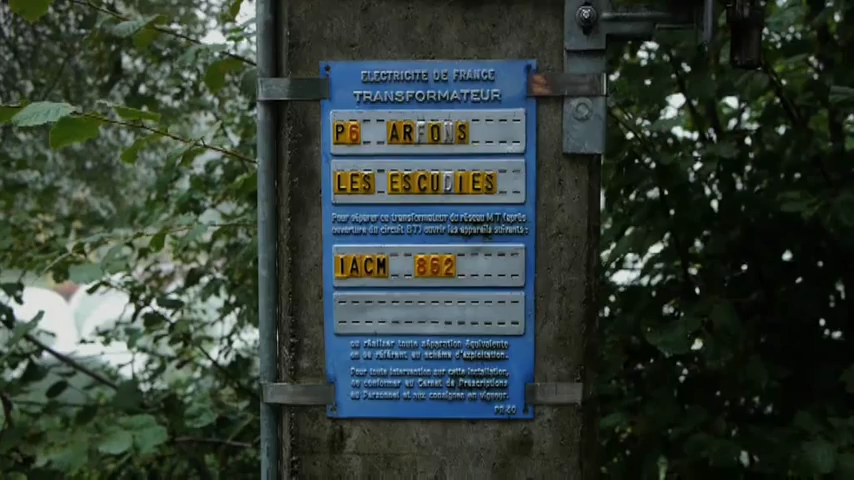 ELECTRICITE DE FRANCE
TRANSFORMATEUR
P6 ARFONS
LES ESCUDIES
Pour séparer ce transformateur du réseau M.T (après
ouverture du circuit BT) ouvrir les appareils suivants :
IACM 862
ou réaliser toute séparation équivalente
en se référant au schéma d'exploitation.
Pour toute intervention sur cette installation,
se conformer au Carnet de Prescriptions
au Personnel et aux consignes en vigueur.